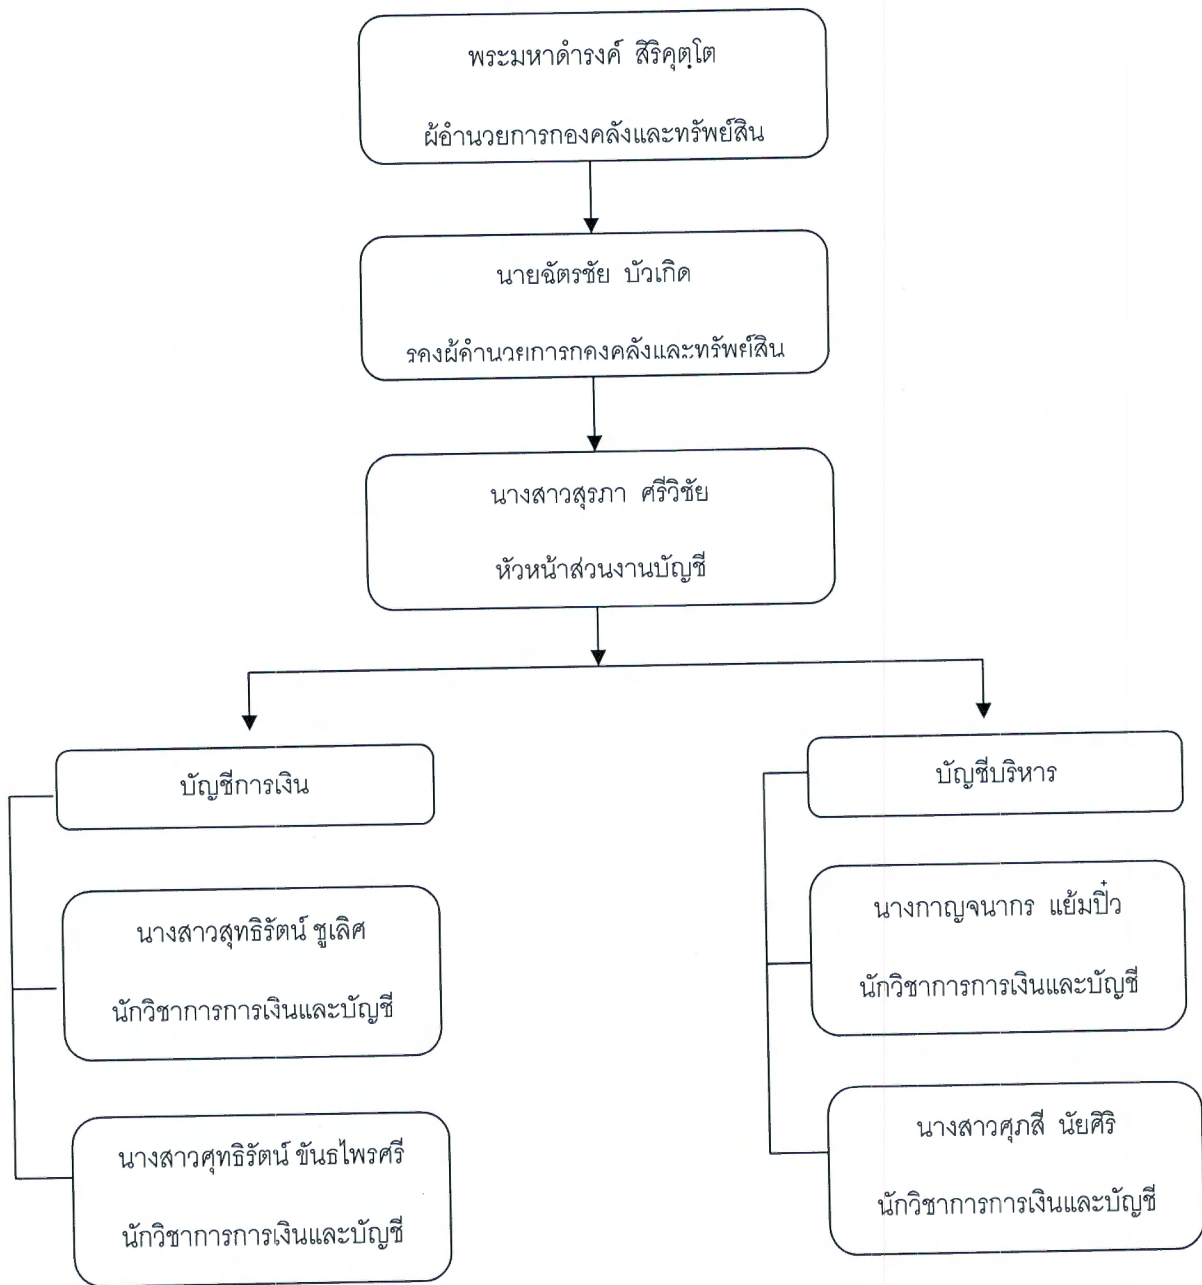 พระมหาดำรงค์ สิริคุตฺโต
ผู้อำนวยการกองคลังและทรัพย์สิน
นายฉัตรชัย บัวเกิด
รองผู้อำนวยการกองคลังและทรัพย์สิน
นางสาวสุรภา ศรีวิชัย
หัวหน้าส่วนงานบัญชี
บัญชีการเงิน
บัญชีบริหาร
นางสาวสุทธิรัตน์ ชูเลิศ
นักวิชาการการเงินและบัญชี
นางกาญจนากร แย้มปิ๋ว
นักวิชาการการเงินและบัญชี
นางสาวศุทธิรัตน์ ขันธไพรศรี
นักวิชาการการเงินและบัญชี
นางสาวศุภสี นัยศิริ
นักวิชาการการเงินและบัญชี